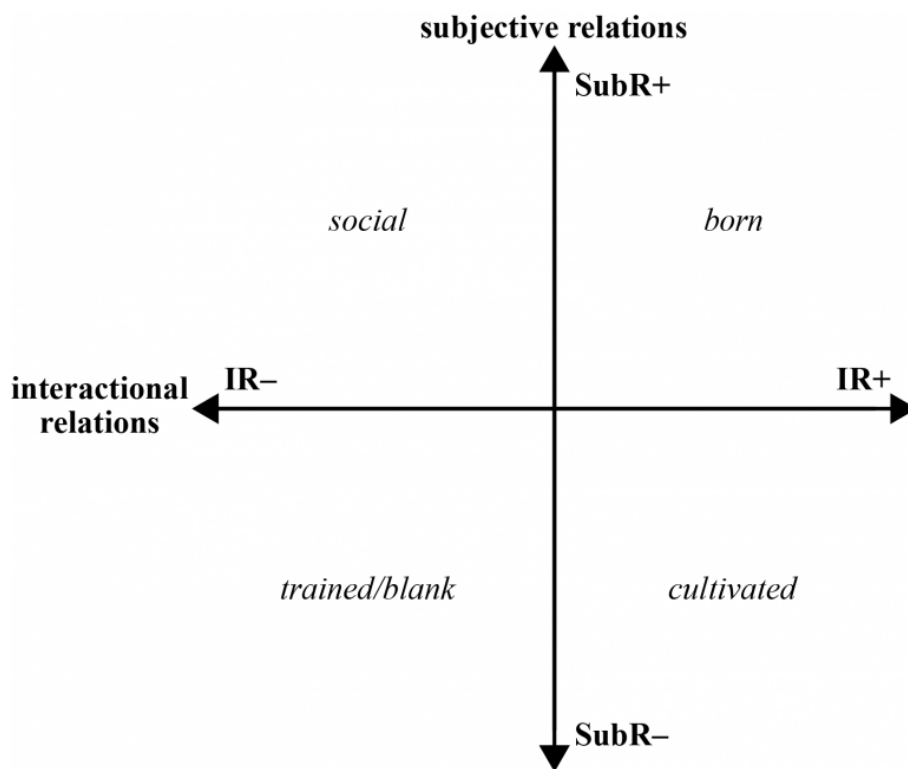 subjective relations
SubR+
social
born
IR–
IR+
interactional
relations
trained/blank
cultivated
SubR–